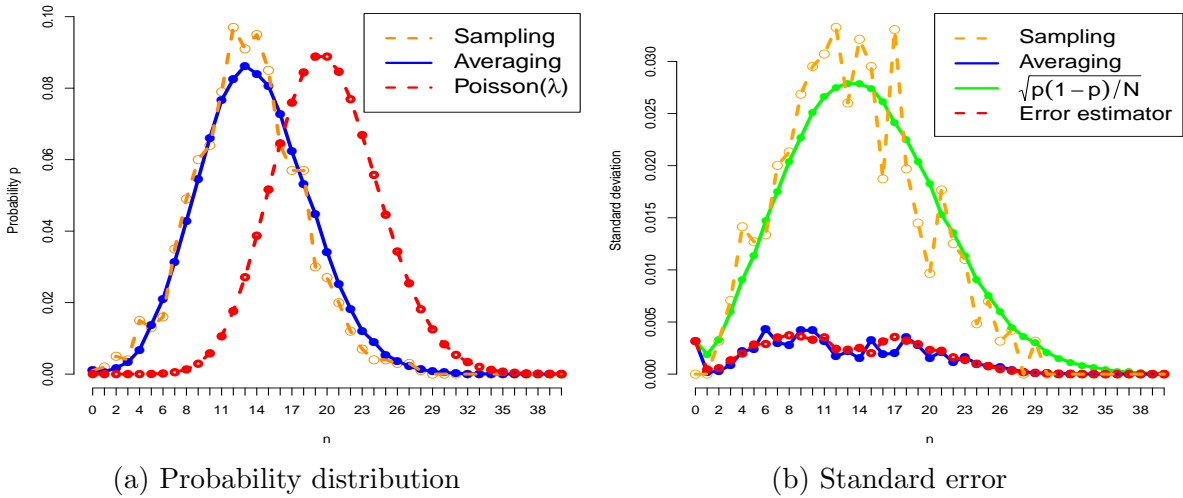 0.00 0.02 0.04 0.06 0.08 0.10
Probability p
Sampling
Averaging
Poisson(λ)
0 2 4 6 8 11 14 17 20 23 26 29 32 35 38
n
(a) Probability distribution
0.000 0.005 0.010 0.015 0.020 0.025 0.030
Standard deviation
Sampling
Averaging
√p(1−p)/N
Error estimator
0 2 4 6 8 11 14 17 20 23 26 29 32 35 38
n
(b) Standard error